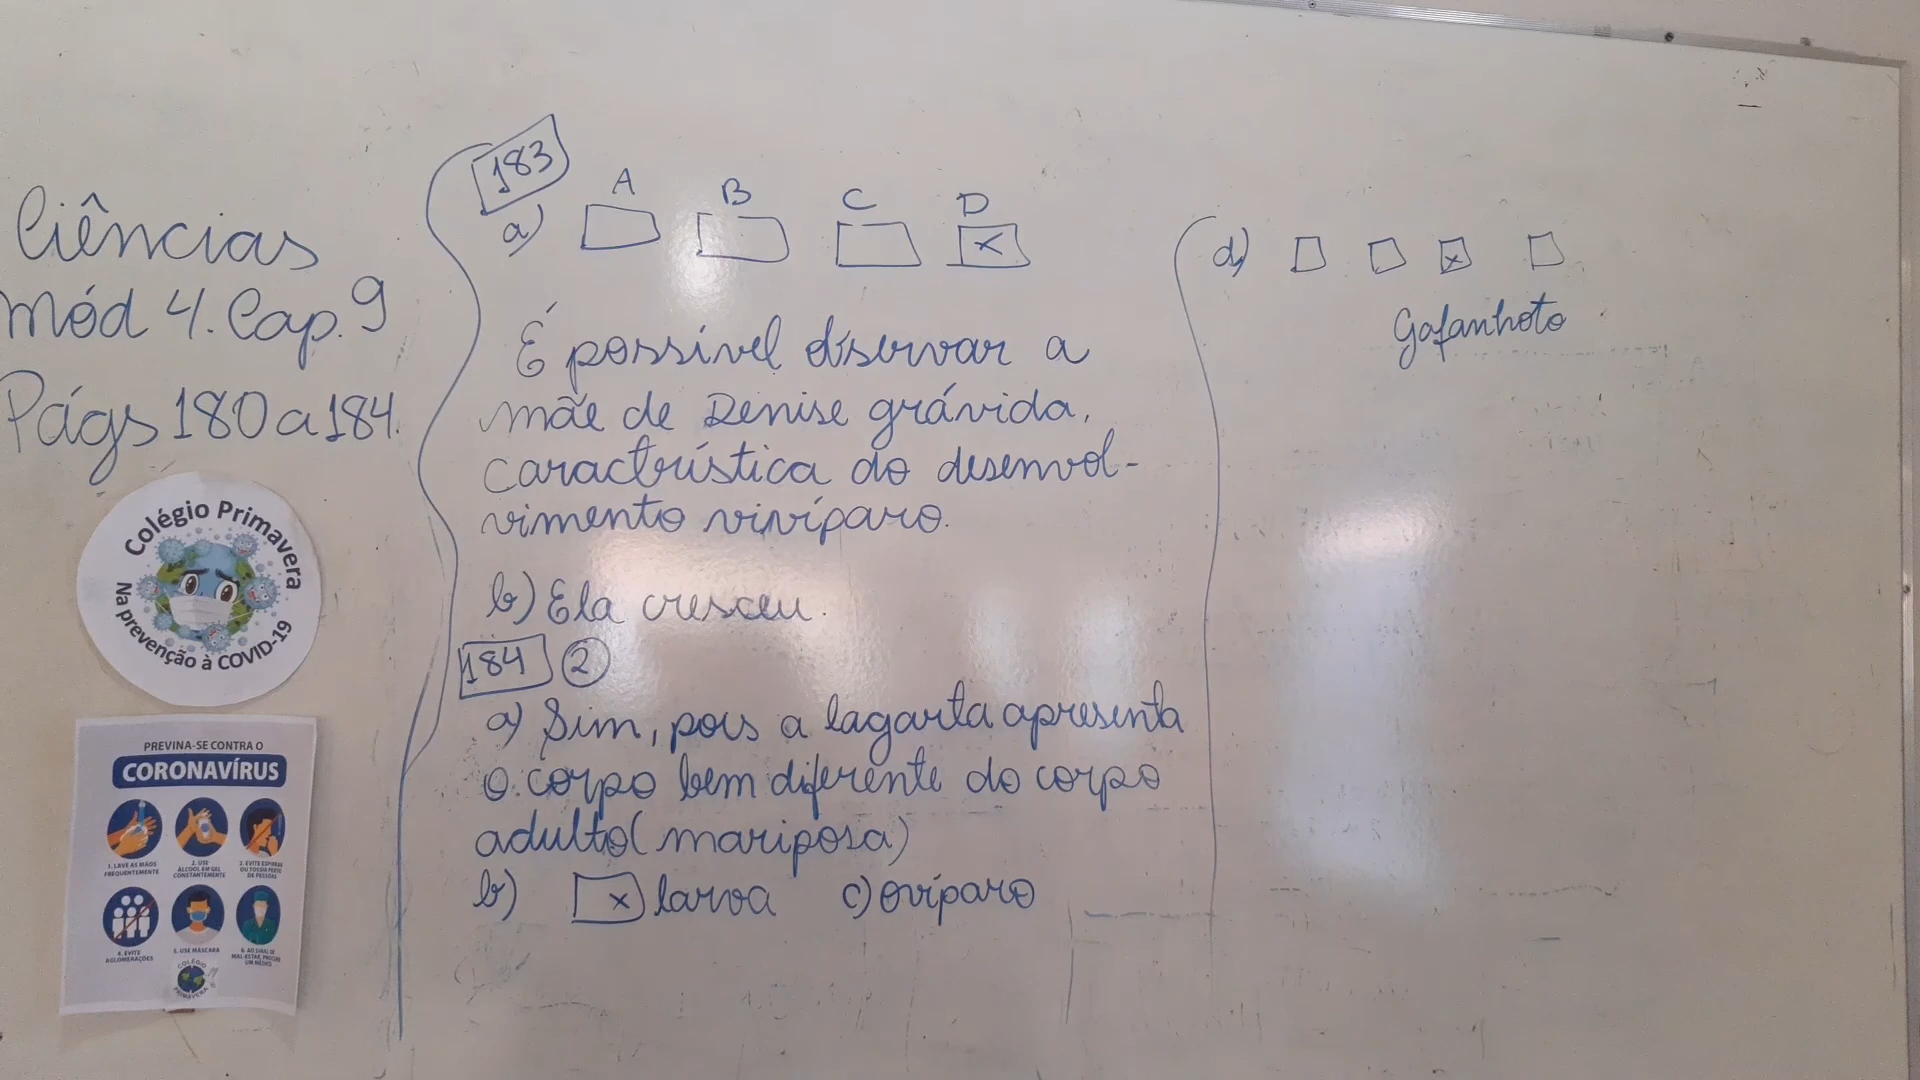 Ciências
Mód 4. Cap. 9
Págs 180 a 184.
Colégio Primavera
Na prevenção à COVID-19
PREVINA-SE CONTRA O
CORONAVÍRUS
1. LAVE AS MÃOS
FREQUENTEMENTE
2. USE
ÁLCOOL EM GEL
CONSTANTEMENTE
3. EVITE ESPIRRAR
OU TOSSIR PERTO
DE PESSOAS
4. EVITE
AGLOMERAÇÕES
5. USE MÁSCARA
6. AO SINAL DE
MAL-ESTAR, PROCURE
UM MÉDICO
COLÉGIO
PRIMAVERA
183
A B C D
a) x
É possível observar a
mãe de Denise grávida,
característica do desenvol-
vimento vivíparo.
b) Ela cresceu.
184 2
a) Sim, pois a lagarta apresenta
o corpo bem diferente do corpo
adulto (mariposa)
b) x larva c) ovíparo
d) x
Gafanhoto